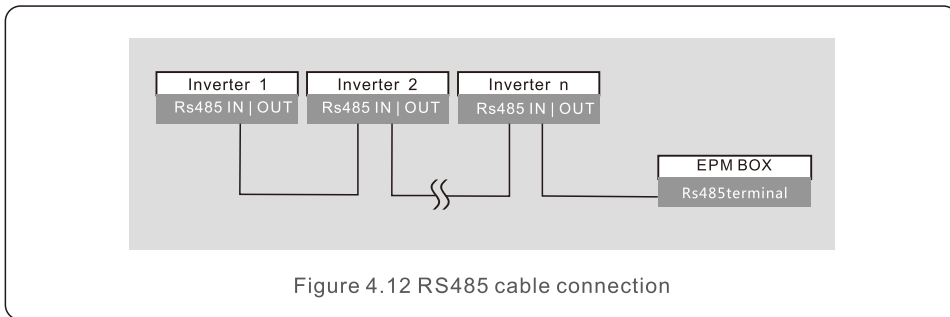 Inverter 1
Inverter 2
Inverter n
Rs485 IN | OUT
Rs485 IN | OUT
Rs485 IN | OUT
EPM BOX
Rs485terminal
Figure 4.12 RS485 cable connection